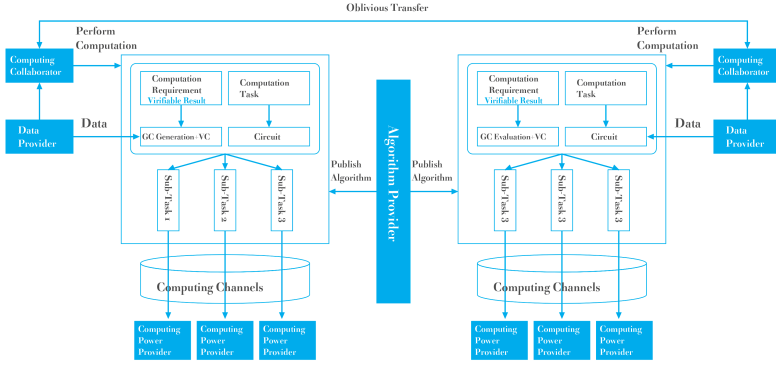 Oblivious Transfer
Perform
Computation
Computing
Collaborator
Data
Provider
Data
Computation
Requirement
Virifiable Result
Computation
Task
GC Generation+VC
Circuit
Sub-Task 1
Sub-Task 2
Sub-Task 3
Computing Channels
Computing
Power
Provider
Computing
Power
Provider
Computing
Power
Provider
Publish
Algorithm
Algorithm Provider
Publish
Algorithm
Perform
Computation
Computing
Collaborator
Data
Provider
Data
Computation
Requirement
Virifiable Result
Computation
Task
GC Evaluation+VC
Circuit
Sub-Task 3
Sub-Task 3
Sub-Task 3
Computing Channels
Computing
Power
Provider
Computing
Power
Provider
Computing
Power
Provider